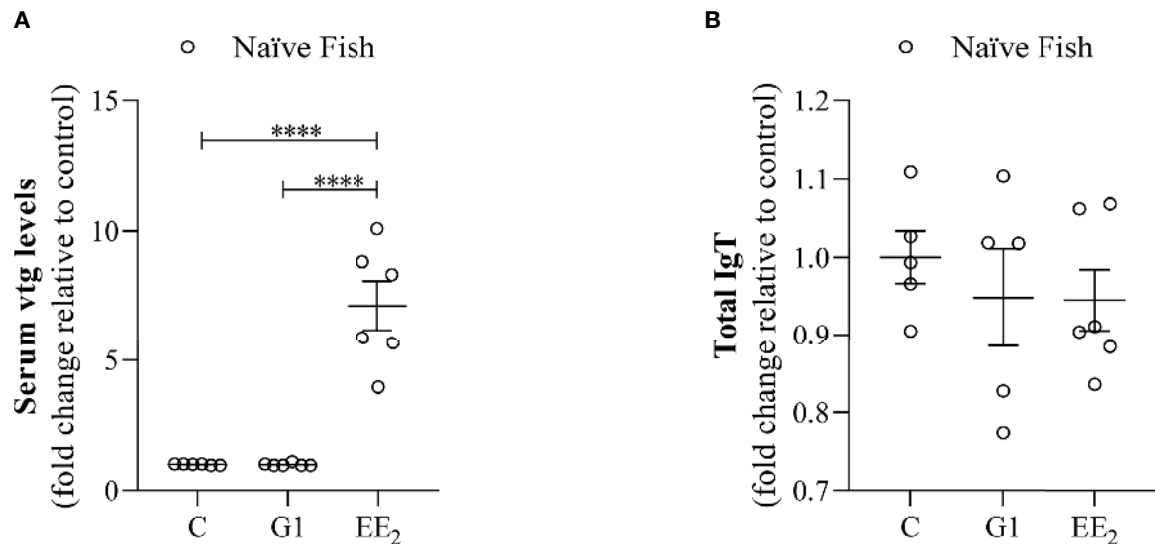 A
Naïve Fish
Serum vtg levels
(fold change relative to control)
15
10
5
0
****
****
C G1 EE₂
B
Naïve Fish
Total IgT
(fold change relative to control)
1.2
1.1
1.0
0.9
0.8
0.7
C G1 EE₂